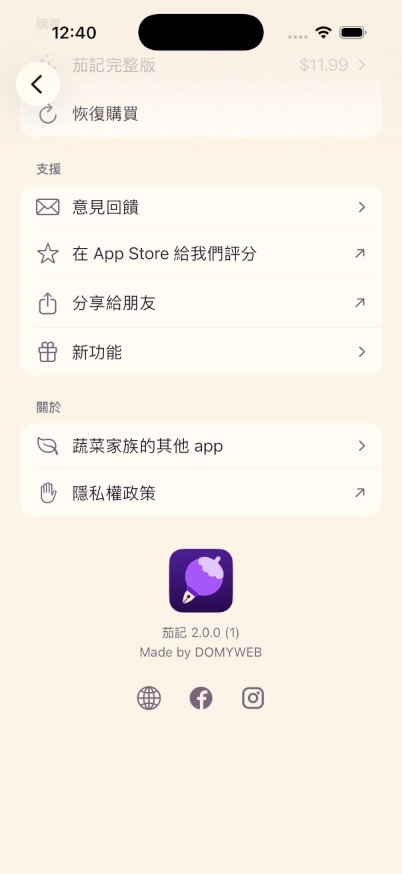 購買
12:40
茄記完整版 $11.99
恢復購買
支援
意見回饋
在 App Store 給我們評分
分享給朋友
新功能
關於
蔬菜家族的其他 app
隱私權政策
茄記 2.0.0 (1)
Made by DOMYWEB